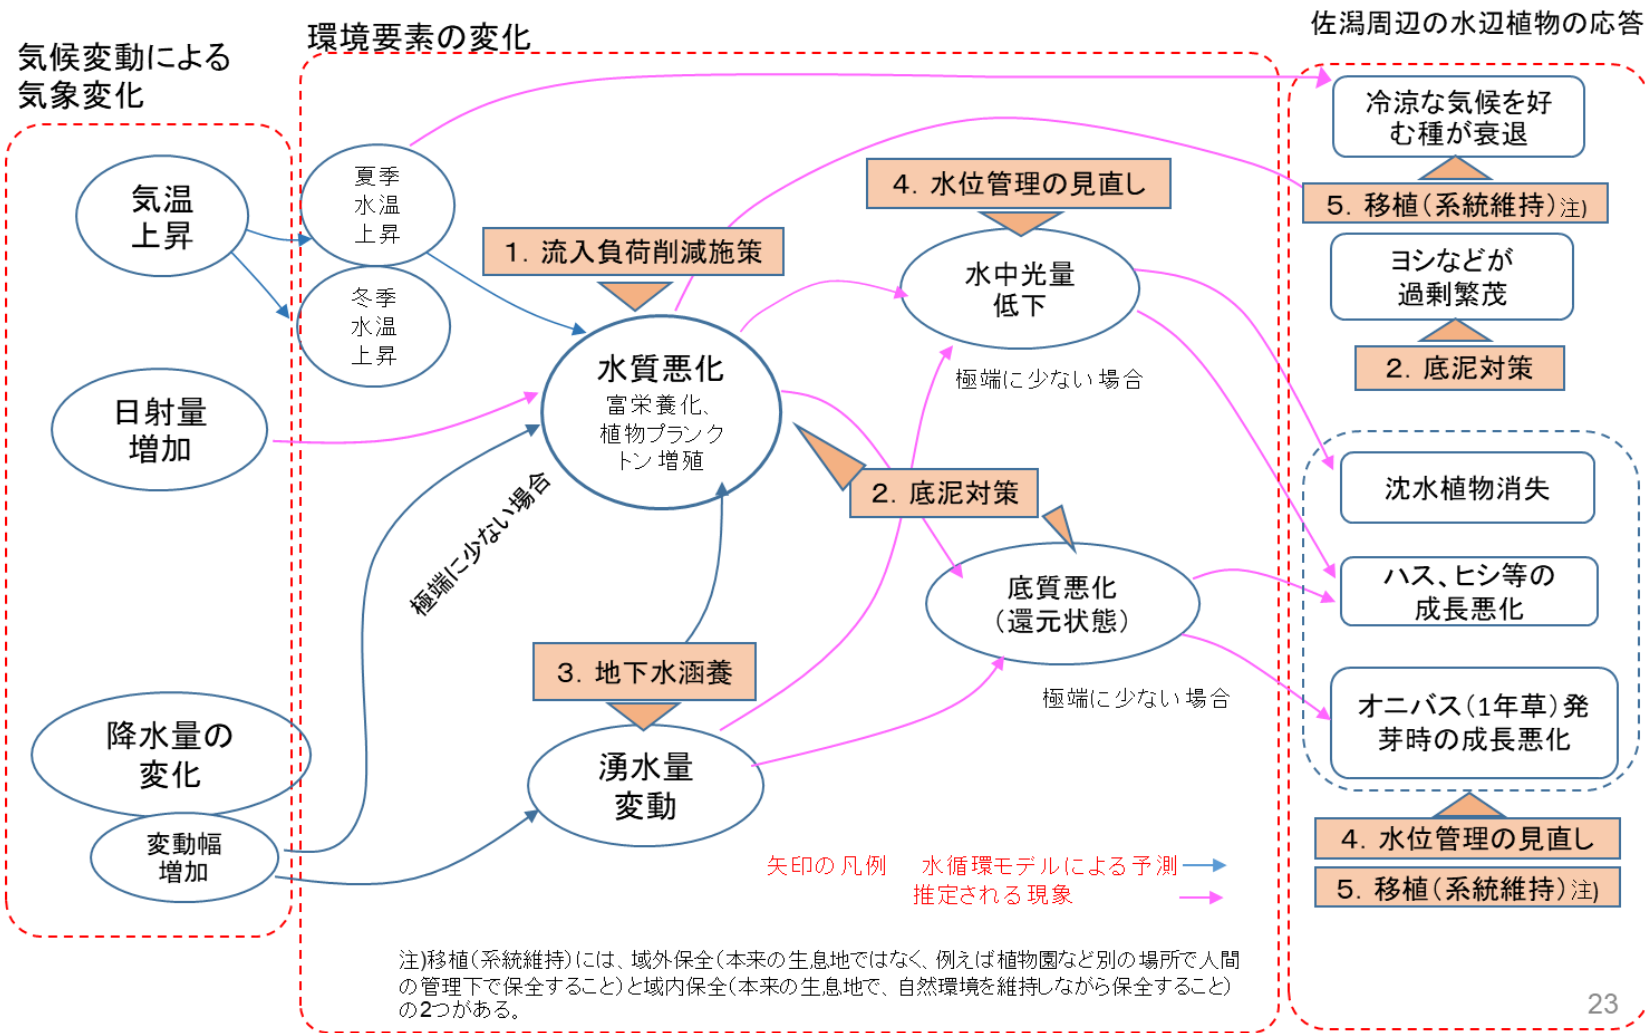 気候変動による
気象変化
環境要素の変化
佐潟周辺の水辺植物の応答
気温
上昇
日射量
増加
降水量の
変化
変動幅
増加
夏季
水温
上昇
冬季
水温
上昇
1．流入負荷削減施策
水質悪化
富栄養化、
植物プランク
トン増殖
極端に少ない場合
3．地下水涵養
湧水量
変動
4．水位管理の見直し
水中光量
低下
極端に少ない場合
2．底泥対策
底質悪化
（還元状態）
極端に少ない場合
冷涼な気候を好
む種が衰退
5．移植（系統維持）注)
ヨシなどが
過剰繁茂
2．底泥対策
沈水植物消失
ハス、ヒシ等の
成長悪化
オニバス（1年草）発
芽時の成長悪化
4．水位管理の見直し
5．移植（系統維持）注)
矢印の凡例　水循環モデルによる予測
推定される現象
注)移植（系統維持）には、域外保全（本来の生息地ではなく、例えば植物園など別の場所で人間
の管理下で保全すること）と域内保全（本来の生息地で、自然環境を維持しながら保全すること）
の2つがある。
23